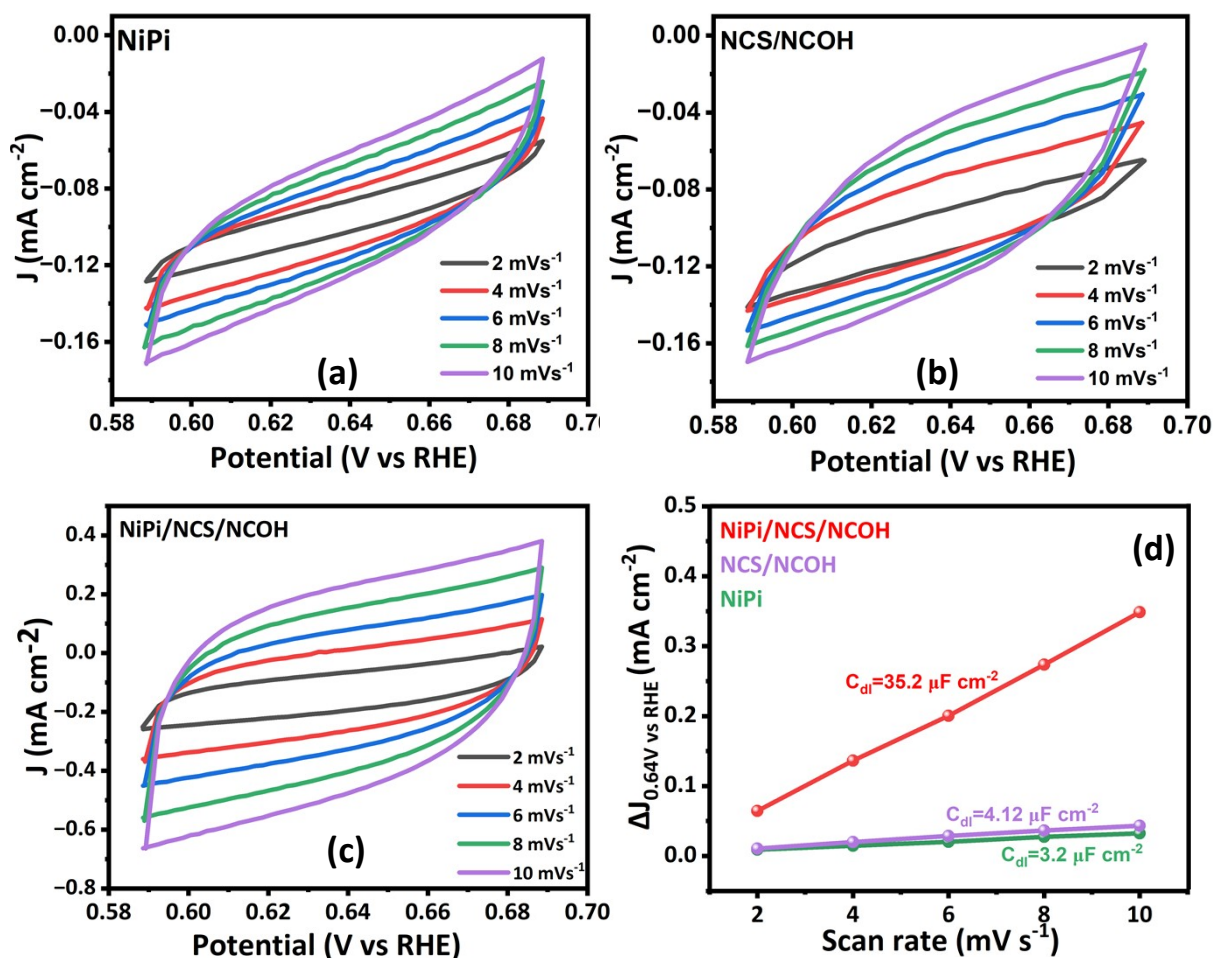 NiPi
0.00
−0.04
−0.08
−0.12
−0.16
J (mA cm⁻²)
2 mVs⁻¹
4 mVs⁻¹
6 mVs⁻¹
8 mVs⁻¹
10 mVs⁻¹
(a)
0.58 0.60 0.62 0.64 0.66 0.68 0.70
Potential (V vs RHE)
NCS/NCOH
0.00
−0.04
−0.08
−0.12
−0.16
J (mA cm⁻²)
2 mVs⁻¹
4 mVs⁻¹
6 mVs⁻¹
8 mVs⁻¹
10 mVs⁻¹
(b)
0.58 0.60 0.62 0.64 0.66 0.68 0.70
Potential (V vs RHE)
NiPi/NCS/NCOH
0.4
0.2
0.0
−0.2
−0.4
−0.6
−0.8
J (mA cm-2)
2 mVs⁻¹
4 mVs⁻¹
6 mVs⁻¹
8 mVs⁻¹
10 mVs⁻¹
(c)
0.58 0.60 0.62 0.64 0.66 0.68 0.70
Potential (V vs RHE)
NiPi/NCS/NCOH
NCS/NCOH
NiPi
(d)
0.5
0.4
0.3
0.2
0.1
0.0
ΔJ0.64V vs RHE (mA cm⁻²)
Cdl=35.2 μF cm⁻²
Cdl=4.12 μF cm⁻²
Cdl=3.2 μF cm⁻²
2 4 6 8 10
Scan rate (mV s⁻¹)